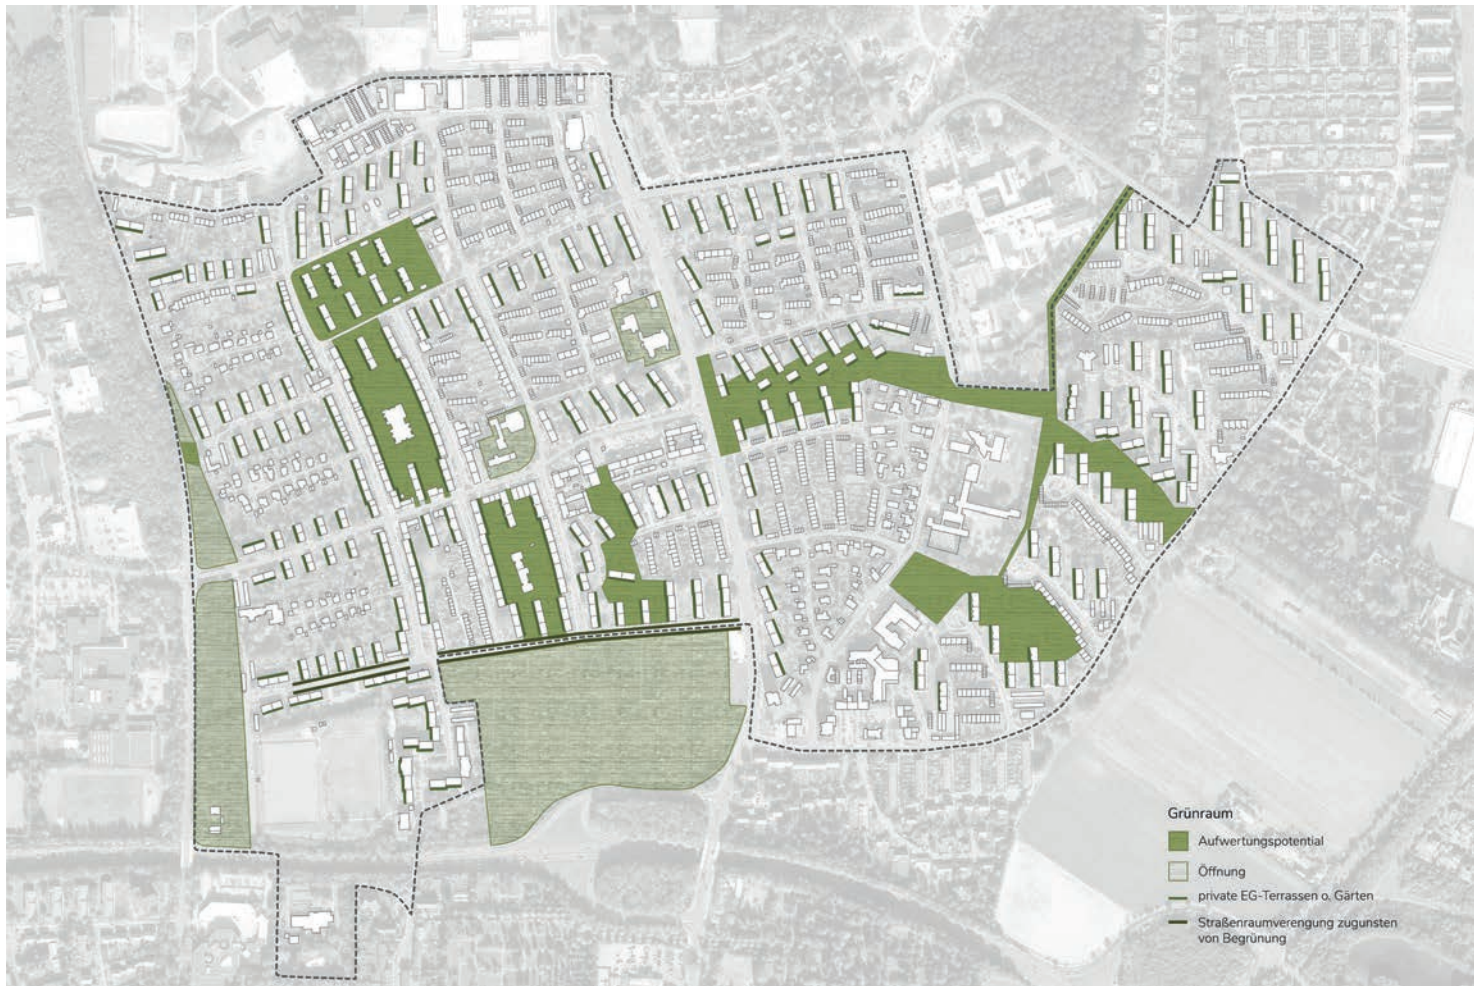 Grünraum
Aufwertungspotential
Öffnung
private EG-Terrassen o. Gärten
Straßenraumverengung zugunsten
von Begrünung